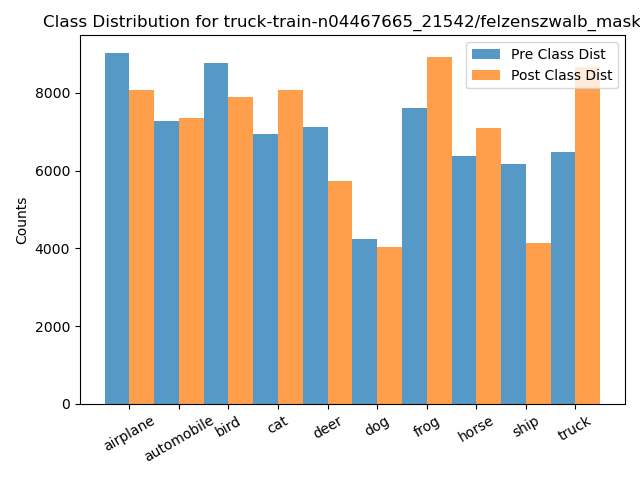 Class Distribution for truck-train-n04467665_21542/felzenszwalb_mask
Pre Class Dist
Post Class Dist
Counts
8000
6000
4000
2000
0
airplane
automobile
bird
cat
deer
dog
frog
horse
ship
truck